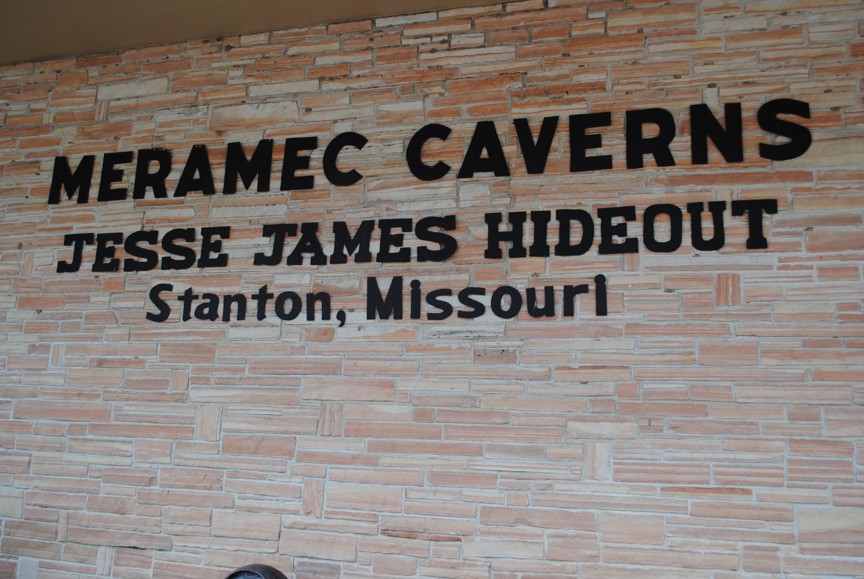 MERAMEC CAVERNS
JESSE JAMES HIDEOUT
Stanton, Missouri